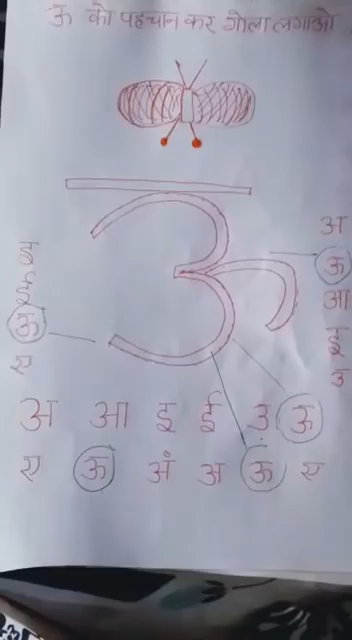 ऊ को पहचान कर गोला लगाओ
ऊ
अ
ऊ
आ
इ
उ
ऊ
ए
अ आ इ ई उ ऊ
ए ऊ अं अ ऊ ए